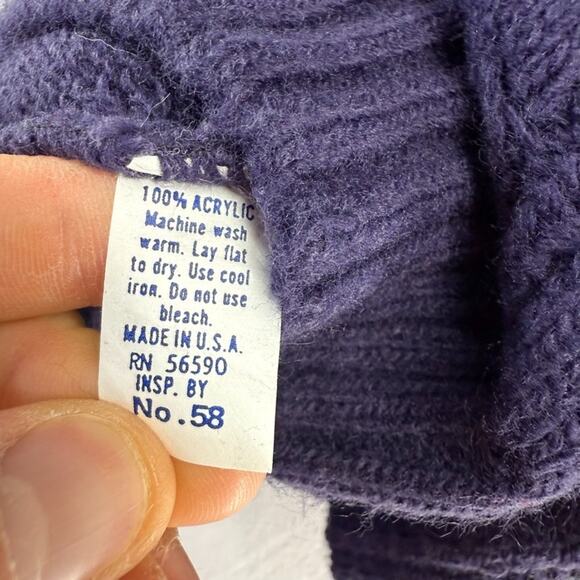 100% ACRYLIC
Machine wash
warm. Lay flat
to dry. Use cool
iron. Do not use
bleach.
MADE IN U.S.A.
RN 56590
INSP. BY
No. 58